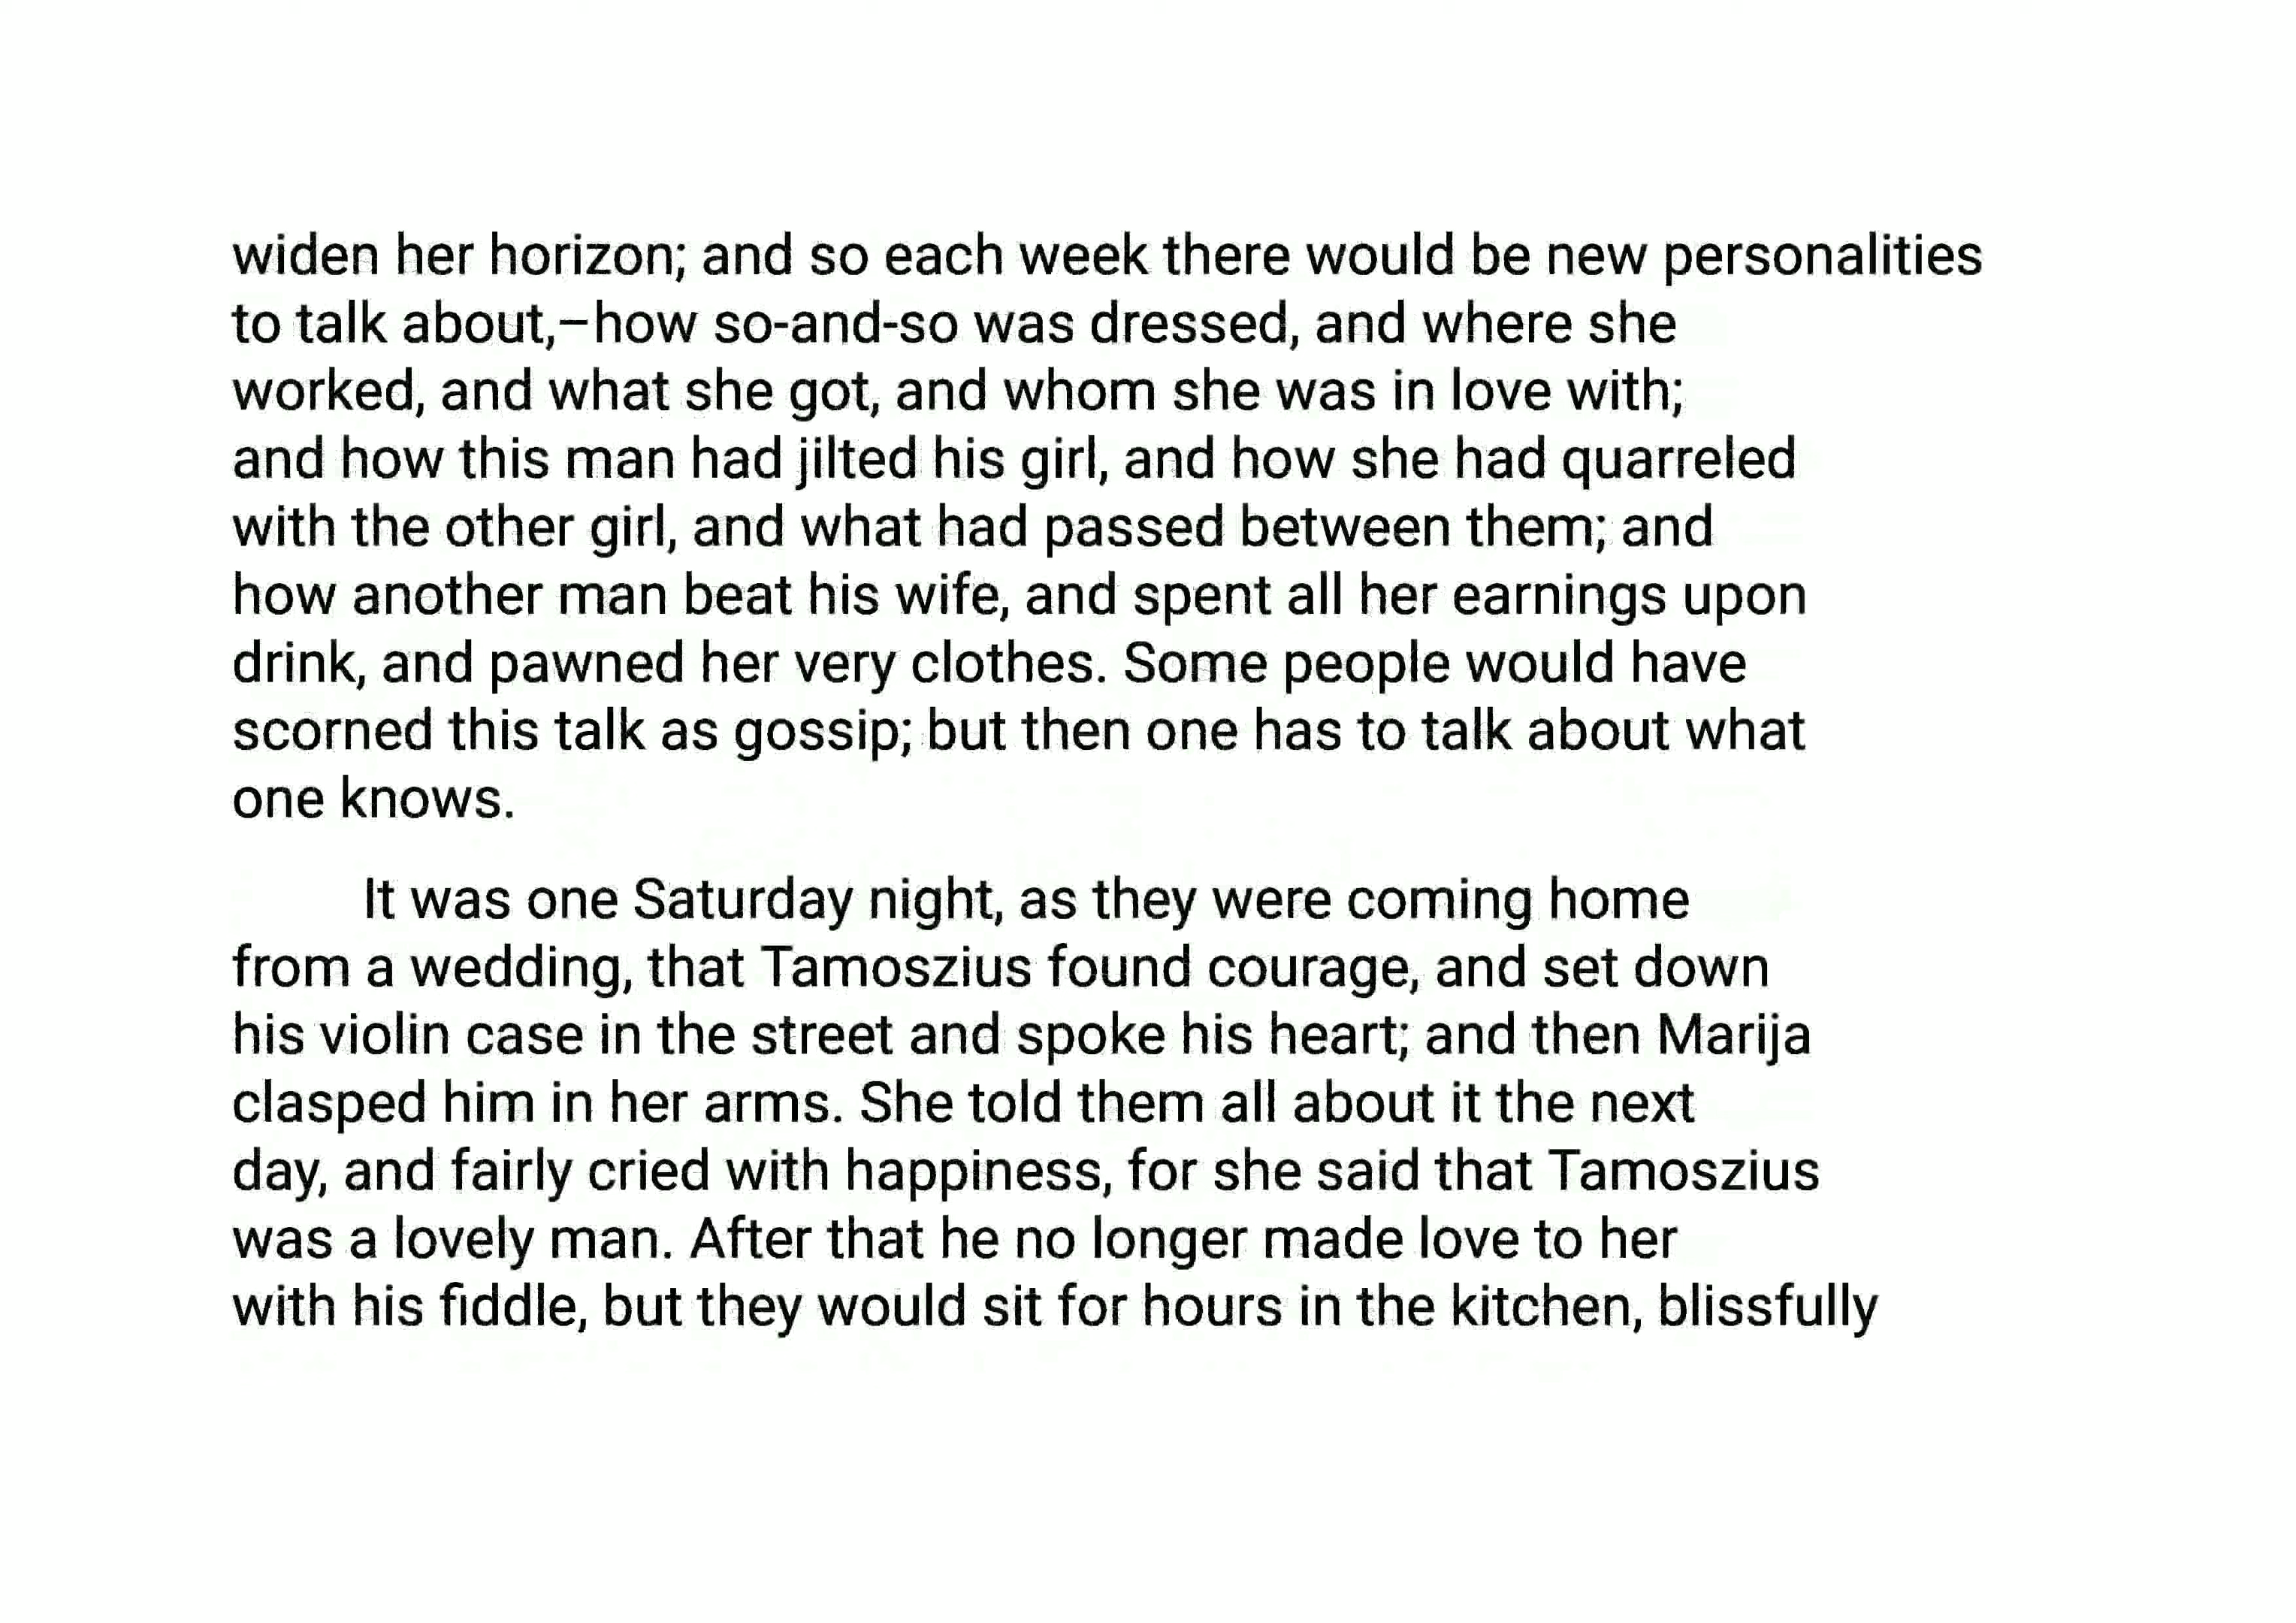 widen her horizon; and so each week there would be new personalities
to talk about,—how so-and-so was dressed, and where she
worked, and what she got, and whom she was in love with;
and how this man had jilted his girl, and how she had quarreled
with the other girl, and what had passed between them; and
how another man beat his wife, and spent all her earnings upon
drink, and pawned her very clothes. Some people would have
scorned this talk as gossip; but then one has to talk about what
one knows.
It was one Saturday night, as they were coming home
from a wedding, that Tamoszius found courage, and set down
his violin case in the street and spoke his heart; and then Marija
clasped him in her arms. She told them all about it the next
day, and fairly cried with happiness, for she said that Tamoszius
was a lovely man. After that he no longer made love to her
with his fiddle, but they would sit for hours in the kitchen, blissfully